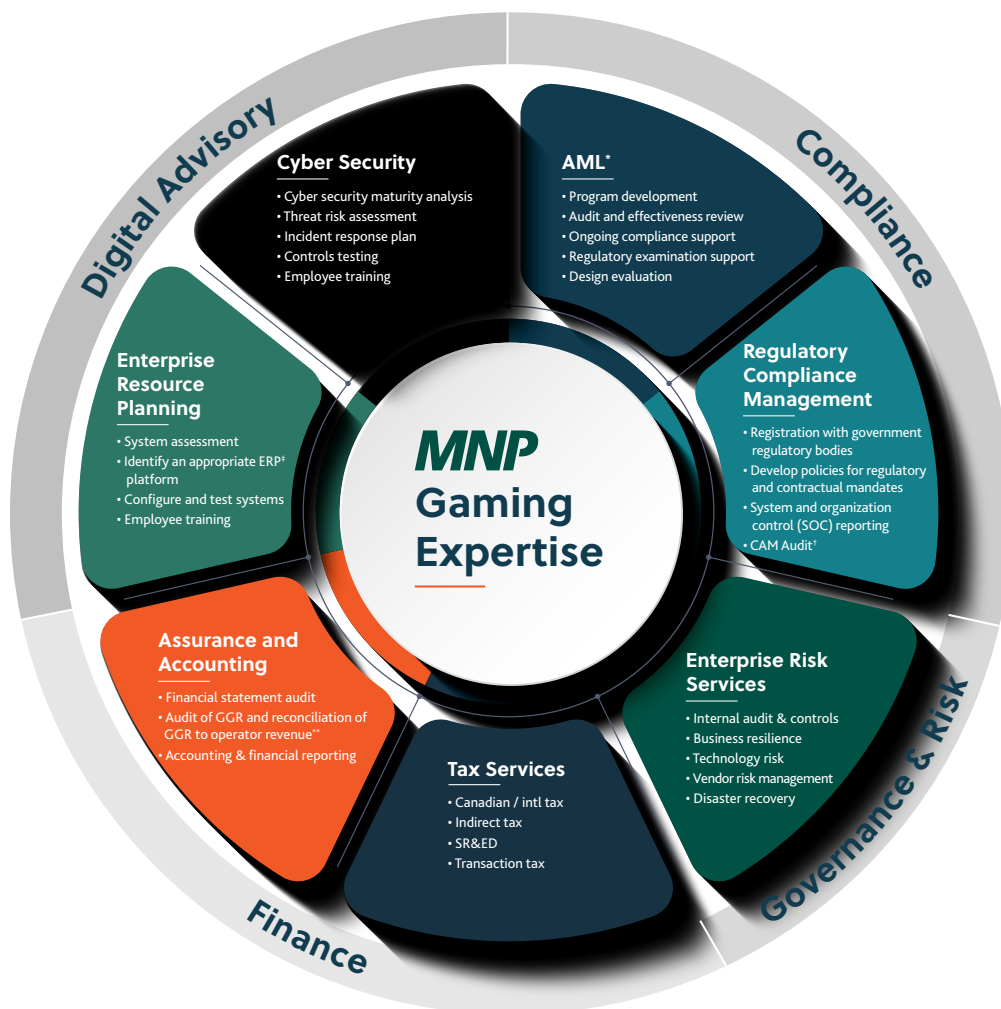 Digital Advisory
Compliance
Governance & Risk
Finance
MNP
Gaming
Expertise
Cyber Security
• Cyber security maturity analysis
• Threat risk assessment
• Incident response plan
• Controls testing
• Employee training
AML*
• Program development
• Audit and effectiveness review
• Ongoing compliance support
• Regulatory examination support
• Design evaluation
Regulatory
Compliance
Management
• Registration with government
regulatory bodies
• Develop policies for regulatory
and contractual mandates
• System and organization
control (SOC) reporting
• CAM Audit†
Enterprise Risk
Services
• Internal audit & controls
• Business resilience
• Technology risk
• Vendor risk management
• Disaster recovery
Tax Services
• Canadian / intl tax
• Indirect tax
• SR&ED
• Transaction tax
Assurance and
Accounting
• Financial statement audit
• Audit of GGR and reconciliation of
GGR to operator revenue**
• Accounting & financial reporting
Enterprise
Resource
Planning
• System assessment
• Identify an appropriate ERP‡
platform
• Configure and test systems
• Employee training